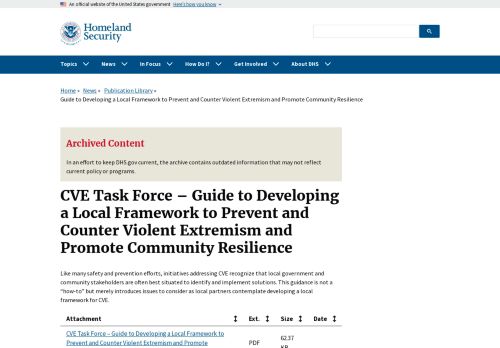 An official website of the United States government Here's how you know
Homeland
Security
Topics News In Focus How Do I? Get Involved About DHS
Home » News » Publication Library »
Guide to Developing a Local Framework to Prevent and Counter Violent Extremism and Promote Community Resilience
Archived Content
In an effort to keep DHS.gov current, the archive contains outdated information that may not reflect
current policy or programs.
CVE Task Force – Guide to Developing
a Local Framework to Prevent and
Counter Violent Extremism and
Promote Community Resilience
Like many safety and prevention efforts, initiatives addressing CVE recognize that local government and
community stakeholders are often best situated to identify and implement solutions. This guidance is not a
“how-to” but merely introduces issues to consider as local partners contemplate developing a
local framework for CVE.
Attachment Ext. Size Date
CVE Task Force – Guide to Developing a Local Framework to
Prevent and Counter Violent Extremism and Promote PDF 62.37
KB